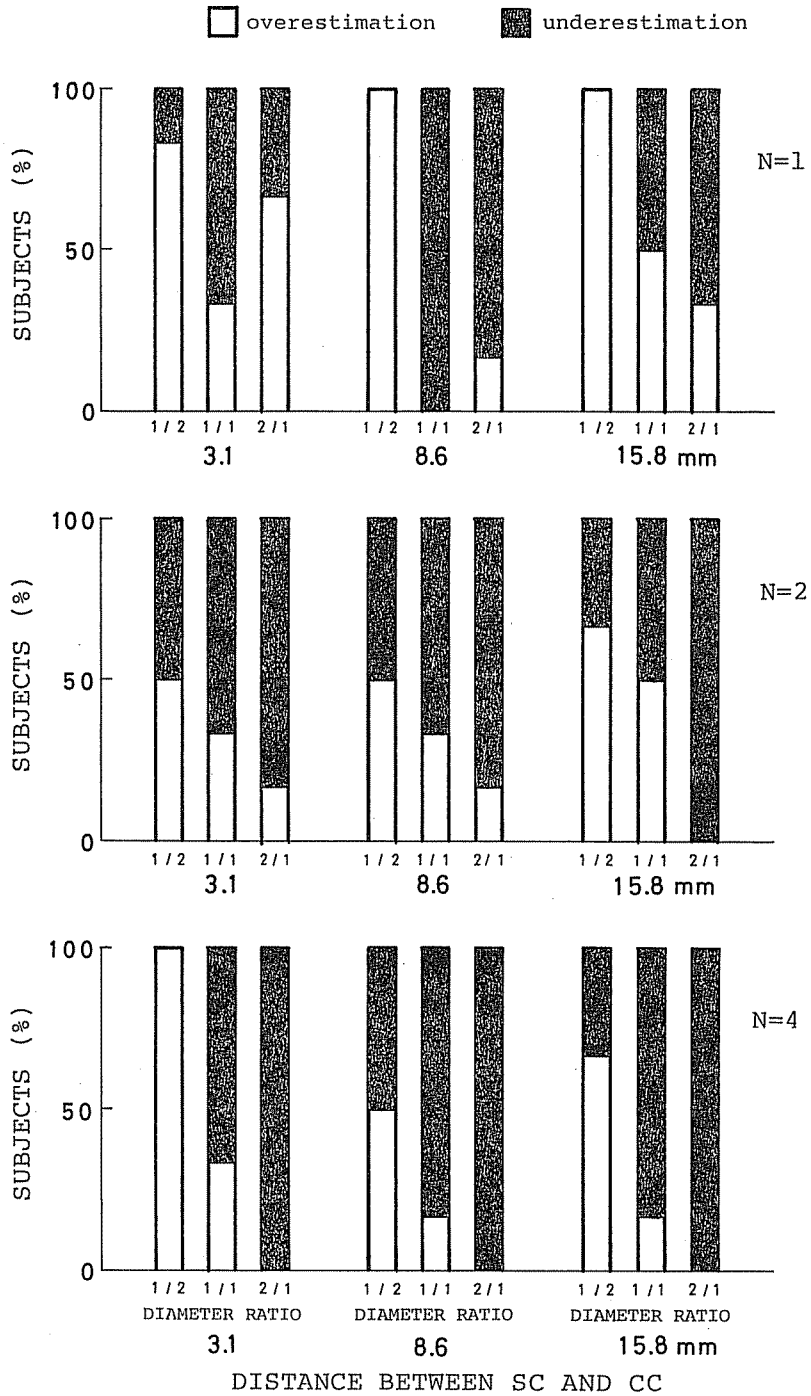 overestimation underestimation
100
50
0
SUBJECTS (%)
N=1
1/2 1/1 2/1 1/2 1/1 2/1 1/2 1/1 2/1
3.1 8.6 15.8 mm
100
50
0
SUBJECTS (%)
N=2
1/2 1/1 2/1 1/2 1/1 2/1 1/2 1/1 2/1
3.1 8.6 15.8 mm
100
50
0
SUBJECTS (%)
N=4
1/2 1/1 2/1 1/2 1/1 2/1 1/2 1/1 2/1
DIAMETER RATIO DIAMETER RATIO DIAMETER RATIO
3.1 8.6 15.8 mm
DISTANCE BETWEEN SC AND CC